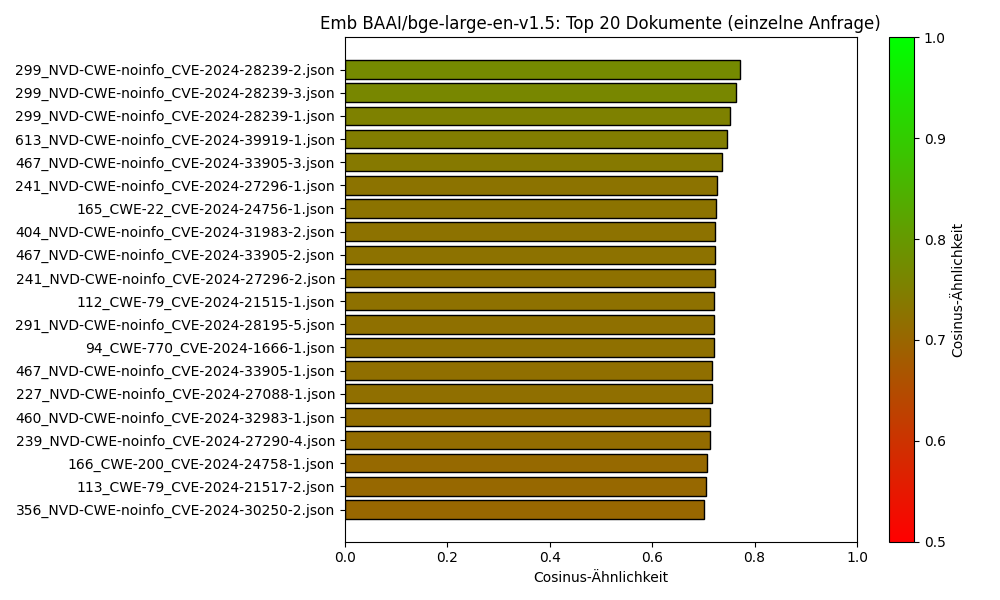 Emb BAAI/bge-large-en-v1.5: Top 20 Dokumente (einzelne Anfrage)
299_NVD-CWE-noinfo_CVE-2024-28239-2.json
299_NVD-CWE-noinfo_CVE-2024-28239-3.json
299_NVD-CWE-noinfo_CVE-2024-28239-1.json
613_NVD-CWE-noinfo_CVE-2024-39919-1.json
467_NVD-CWE-noinfo_CVE-2024-33905-3.json
241_NVD-CWE-noinfo_CVE-2024-27296-1.json
165_CWE-22_CVE-2024-24756-1.json
404_NVD-CWE-noinfo_CVE-2024-31983-2.json
467_NVD-CWE-noinfo_CVE-2024-33905-2.json
241_NVD-CWE-noinfo_CVE-2024-27296-2.json
112_CWE-79_CVE-2024-21515-1.json
291_NVD-CWE-noinfo_CVE-2024-28195-5.json
94_CWE-770_CVE-2024-1666-1.json
467_NVD-CWE-noinfo_CVE-2024-33905-1.json
227_NVD-CWE-noinfo_CVE-2024-27088-1.json
460_NVD-CWE-noinfo_CVE-2024-32983-1.json
239_NVD-CWE-noinfo_CVE-2024-27290-4.json
166_CWE-200_CVE-2024-24758-1.json
113_CWE-79_CVE-2024-21517-2.json
356_NVD-CWE-noinfo_CVE-2024-30250-2.json
0.0 0.2 0.4 0.6 0.8 1.0
Cosinus-Ähnlichkeit
1.0
0.9
0.8
0.7
0.6
0.5
Cosinus-Ähnlichkeit